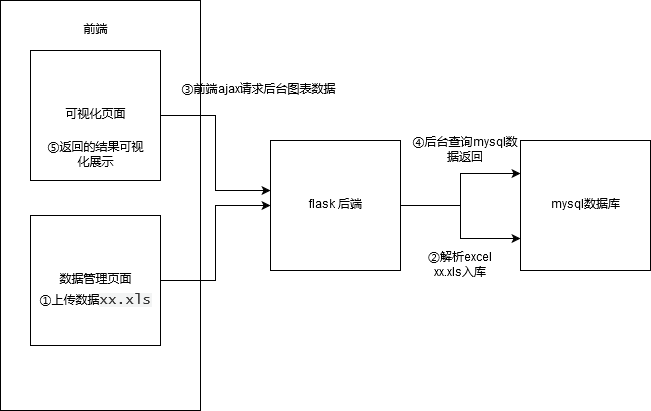 前端
③前端ajax请求后台图表数据
可视化页面
⑤返回的结果可视
化展示
④后台查询mysql数
据返回
flask 后端
mysql数据库
②解析excel
xx.xls入库
数据管理页面
①上传数据xx.xls